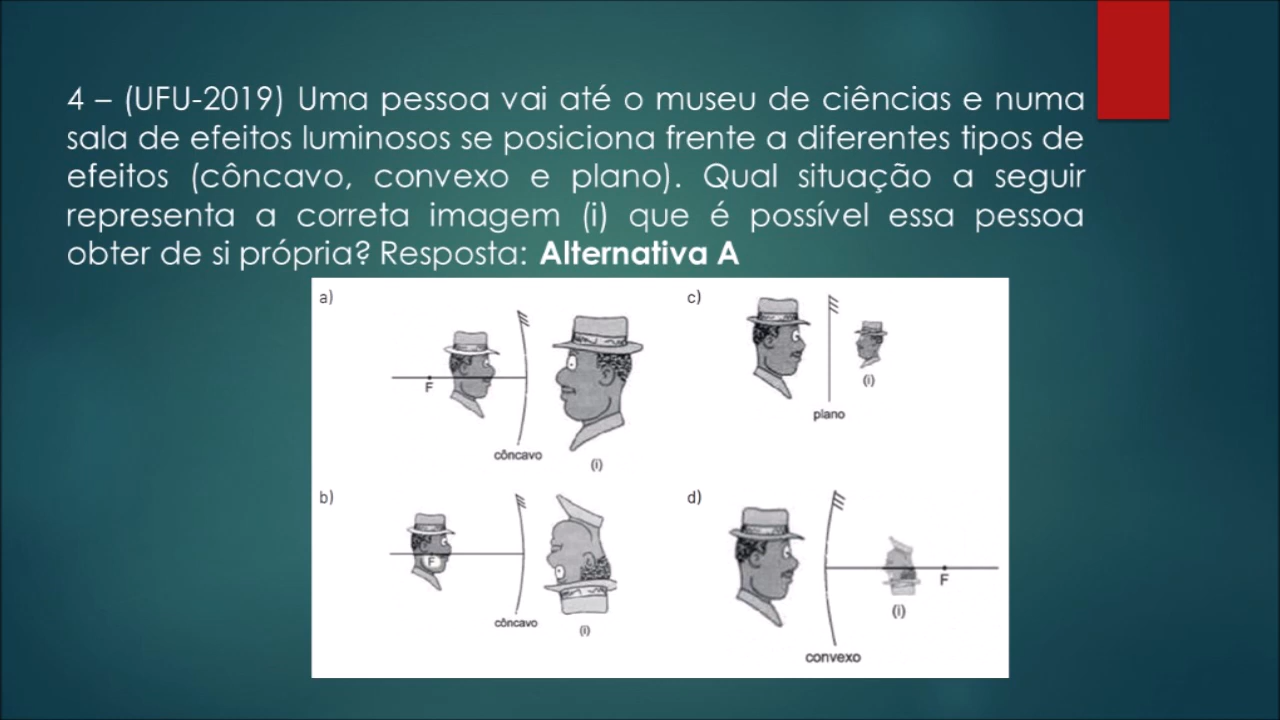 4 – (UFU-2019) Uma pessoa vai até o museu de ciências e numa
sala de efeitos luminosos se posiciona frente a diferentes tipos de
efeitos (côncavo, convexo e plano). Qual situação a seguir
representa a correta imagem (i) que é possível essa pessoa
obter de si própria? Resposta: Alternativa A
a)
F
côncavo
(i)
c)
plano
(i)
b)
F
côncavo
(i)
d)
F
(i)
convexo